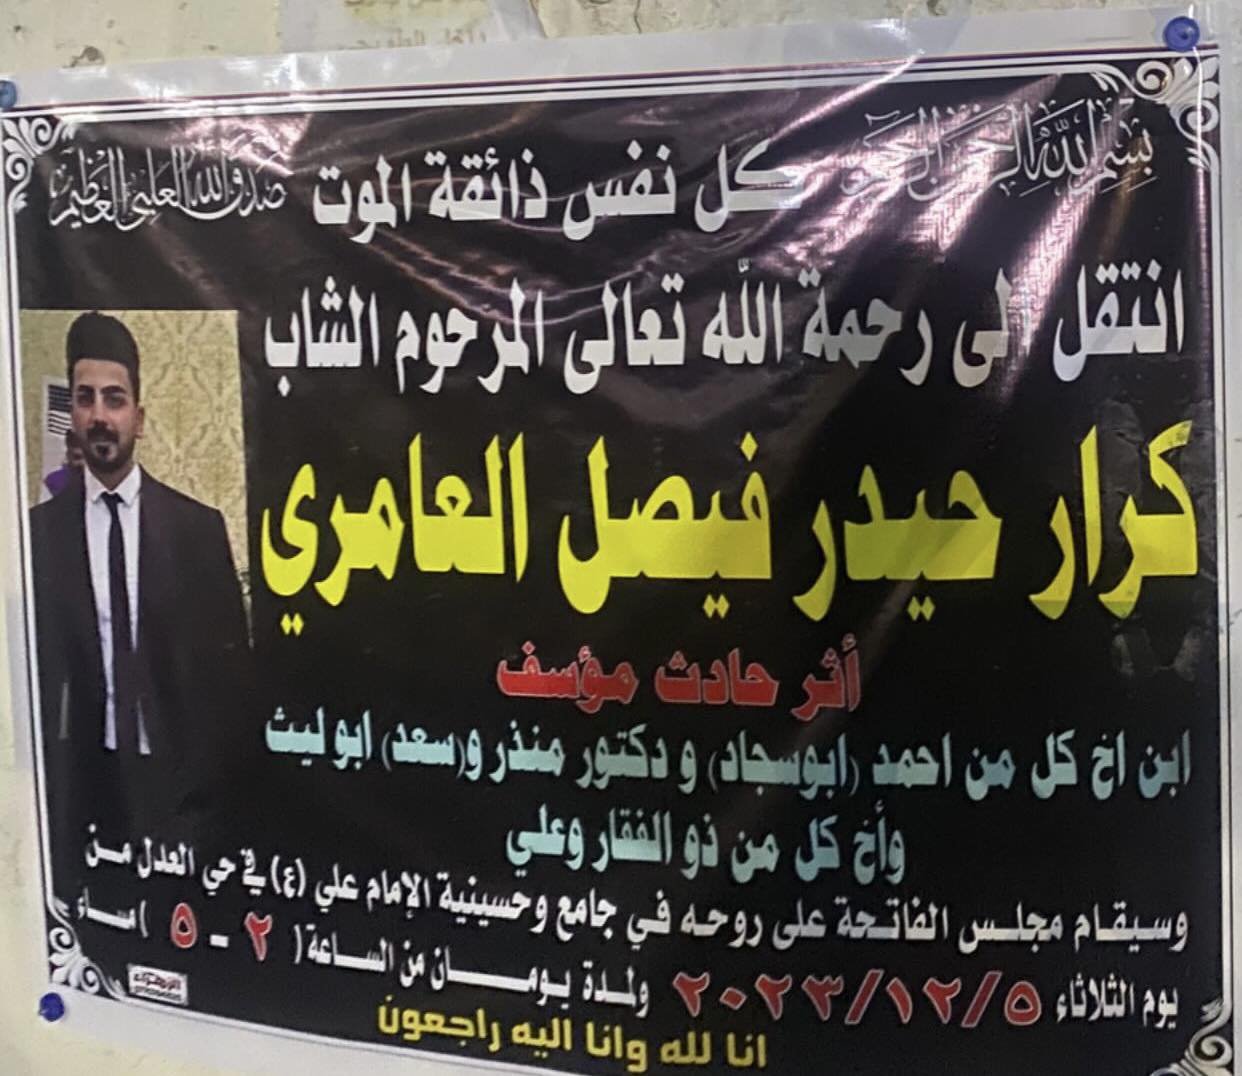 بسم الله الرحمن الرحيم
كل نفس ذائقة الموت
صدق الله العلي العظيم
انتقل الى رحمة الله تعالى المرحوم الشاب
كرار حيدر فيصل العامري
أثر حادث مؤسف
ابن اخ كل من احمد (ابوسجاد) و دكتور منذر و(سعد) ابو ليث
وأخ كل من ذو الفقار وعلي
وسيقام مجلس الفاتحة على روحه في جامع وحسينية الإمام علي (ع) في حي العدل من
يوم الثلاثاء ٢٠٢٣/١٢/٥ ولمدة يومـــان من الساعة ( ٢ - ٥ ) مساء
انا لله وانا اليه راجعون
الزهراء